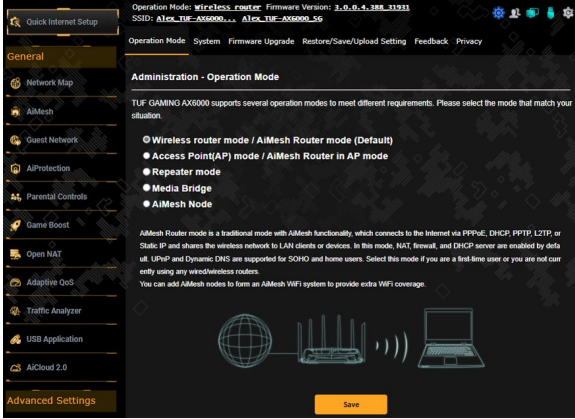 Operation Mode: Wireless router Firmware Version: 3.0.0.4.388_31931
SSID: Alex_TUF-AX6000... Alex_TUF-AX6000_5G
Quick Internet Setup
Operation Mode System Firmware Upgrade Restore/Save/Upload Setting Feedback Privacy
General
Network Map
AiMesh
Guest Network
AiProtection
Parental Controls
Game Boost
Open NAT
Adaptive QoS
Traffic Analyzer
USB Application
AiCloud 2.0
Advanced Settings
Administration - Operation Mode
TUF GAMING AX6000 supports several operation modes to meet different requirements. Please select the mode that match your
situation.
Wireless router mode / AiMesh Router mode (Default)
Access Point(AP) mode / AiMesh Router in AP mode
Repeater mode
Media Bridge
AiMesh Node
AiMesh Router mode is a traditional mode with AiMesh functionality, which connects to the Internet via PPPoE, DHCP, PPTP, L2TP, or
Static IP and shares the wireless network to LAN clients or devices. In this mode, NAT, firewall, and DHCP server are enabled by defa
ult. UPnP and Dynamic DNS are supported for SOHO and home users. Select this mode if you are a first-time user or you are not curr
ently using any wired/wireless routers.
You can add AiMesh nodes to form an AiMesh WiFi system to provide extra WiFi coverage.
Save